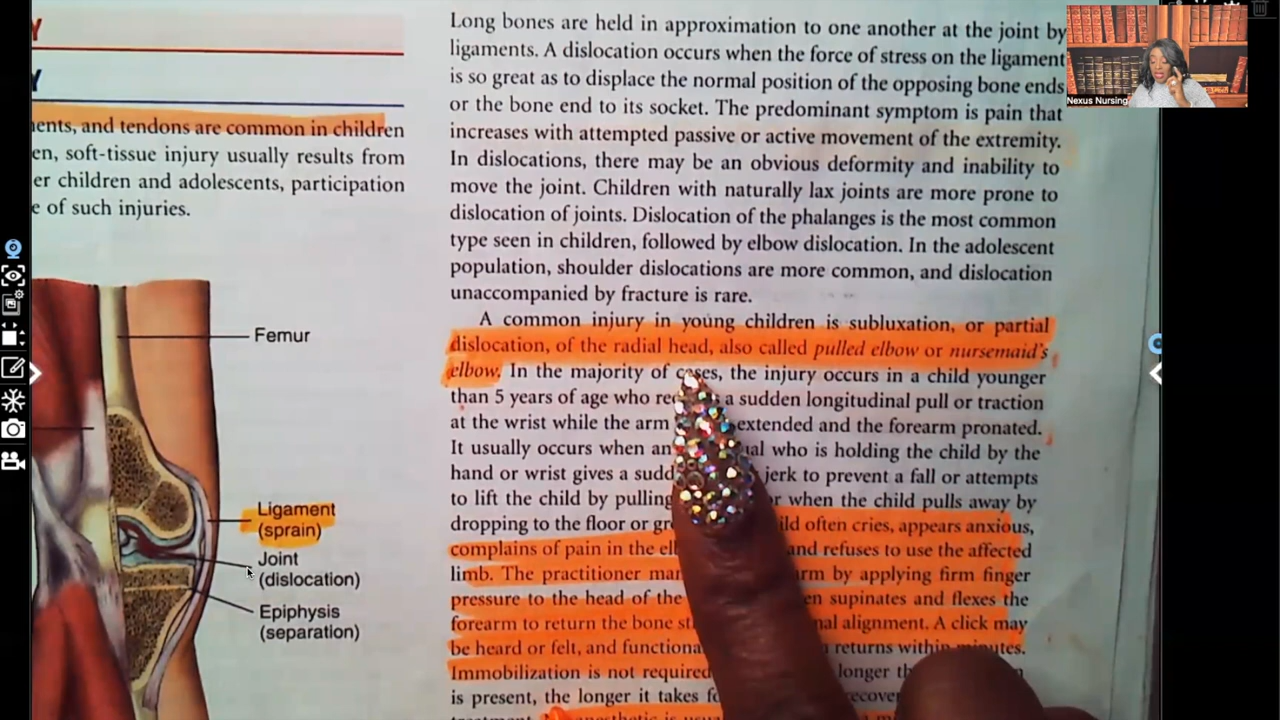 Y
Y
ents, and tendons are common in children
en, soft-tissue injury usually results from
er children and adolescents, participation
e of such injuries.
Femur
Ligament
(sprain)
Joint
(dislocation)
Epiphysis
(separation)
Long bones are held in approximation to one another at the joint by
ligaments. A dislocation occurs when the force of stress on the ligament
is so great as to displace the normal position of the opposing bone ends
or the bone end to its socket. The predominant symptom is pain that
increases with attempted passive or active movement of the extremity.
In dislocations, there may be an obvious deformity and inability to
move the joint. Children with naturally lax joints are more prone to
dislocation of joints. Dislocation of the phalanges is the most common
type seen in children, followed by elbow dislocation. In the adolescent
population, shoulder dislocations are more common, and dislocation
unaccompanied by fracture is rare.
A common injury in young children is subluxation, or partial
dislocation, of the radial head, also called pulled elbow or nursemaid's
elbow. In the majority of cases, the injury occurs in a child younger
than 5 years of age who a sudden longitudinal pull or traction
at the wrist while the arm extended and the forearm pronated.
It usually occurs when an who is holding the child by the
hand or wrist gives a jerk to prevent a fall or attempts
to lift the child by pulling or when the child pulls away by
dropping to the floor or often cries, appears anxious,
complains of pain in the and refuses to use the affected
limb. The practitioner by applying firm finger
pressure to the head of the supinates and flexes the
forearm to return the bone alignment. A click may
be heard or felt, and returns within minutes.
Immobilization is not required longer
is present, the longer it takes
Nexus Nursing